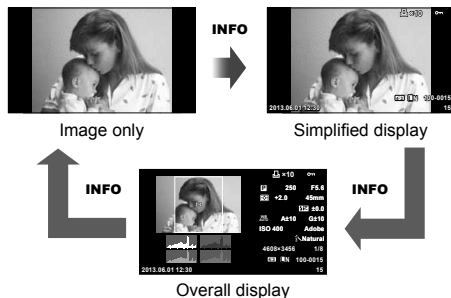 INFO
×10
2013.06.01 12:30
L N 100-0015
15
Image only
Simplified display
INFO
INFO
×10
P 250 F5.6
+2.0 45mm
±0.0
A±10 G±10
ISO 400 Adobe
Natural
4608×3456 1/8
L N 100-0015
2013.06.01 12:30 15
Overall display